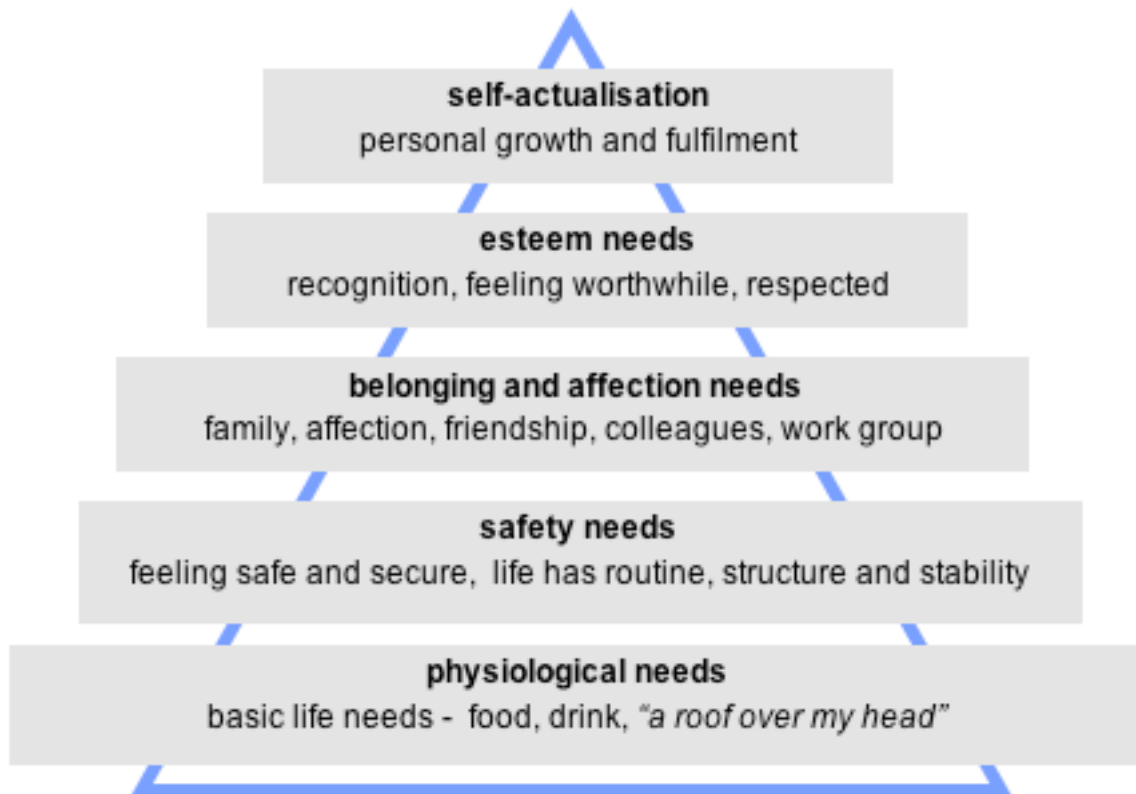 self-actualisation
personal growth and fulfilment
esteem needs
recognition, feeling worthwhile, respected
belonging and affection needs
family, affection, friendship, colleagues, work group
safety needs
feeling safe and secure,  life has routine, structure and stability
physiological needs
basic life needs -  food, drink, “a roof over my head”